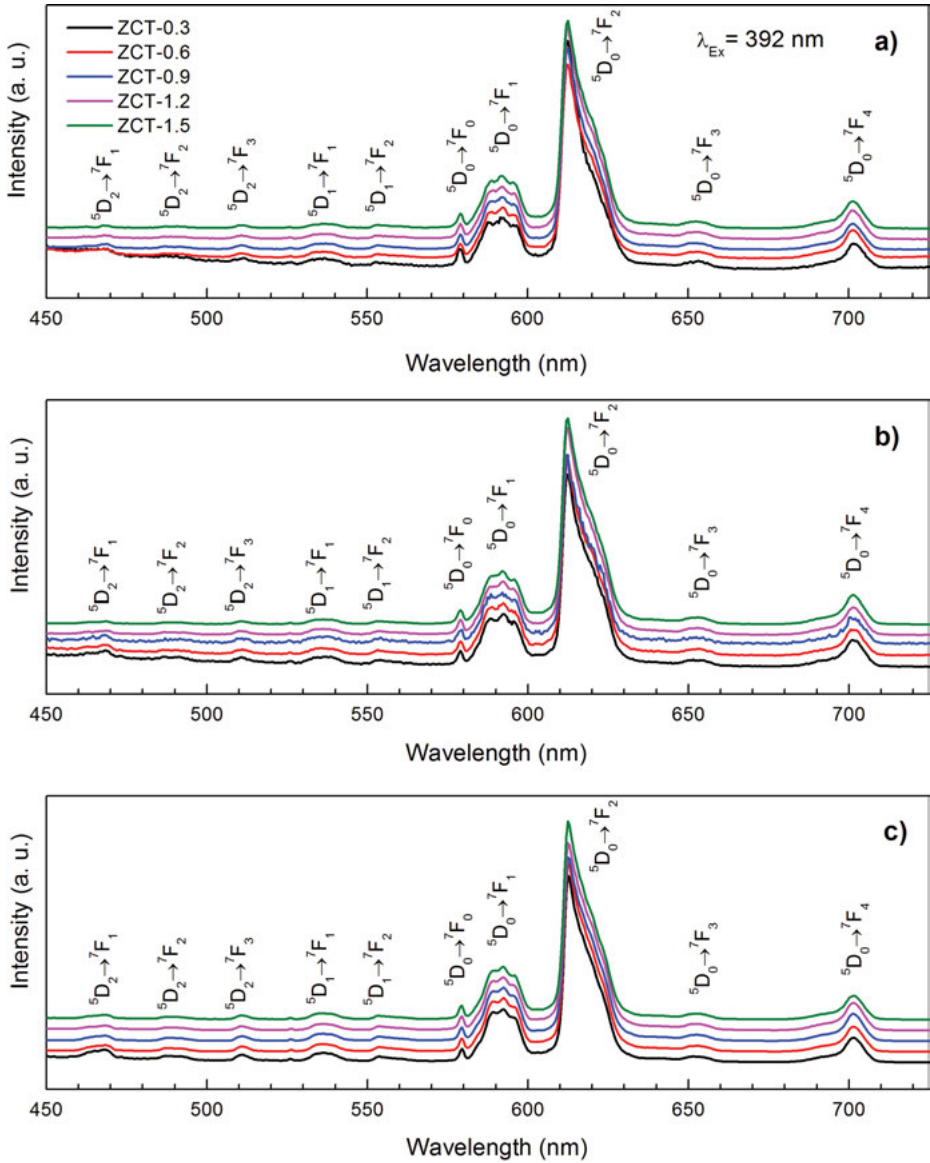 ZCT-0.3
ZCT-0.6
ZCT-0.9
ZCT-1.2
ZCT-1.5
λEx = 392 nm
a)
Intensity (a. u.)
⁵D₂→⁷F₁
⁵D₂→⁷F₂
⁵D₂→⁷F₃
⁵D₁→⁷F₁
⁵D₁→⁷F₂
⁵D₀→⁷F₀
⁵D₀→⁷F₁
⁵D₀→⁷F₂
⁵D₀→⁷F₃
⁵D₀→⁷F₄
450 500 550 600 650 700
Wavelength (nm)
b)
Intensity (a. u.)
⁵D₂→⁷F₁
⁵D₂→⁷F₂
⁵D₂→⁷F₃
⁵D₁→⁷F₁
⁵D₁→⁷F₂
⁵D₀→⁷F₀
⁵D₀→⁷F₁
⁵D₀→⁷F₂
⁵D₀→⁷F₃
⁵D₀→⁷F₄
450 500 550 600 650 700
Wavelength (nm)
c)
Intensity (a. u.)
⁵D₂→⁷F₁
⁵D₂→⁷F₂
⁵D₂→⁷F₃
⁵D₁→⁷F₁
⁵D₁→⁷F₂
⁵D₀→⁷F₀
⁵D₀→⁷F₁
⁵D₀→⁷F₂
⁵D₀→⁷F₃
⁵D₀→⁷F₄
450 500 550 600 650 700
Wavelength (nm)